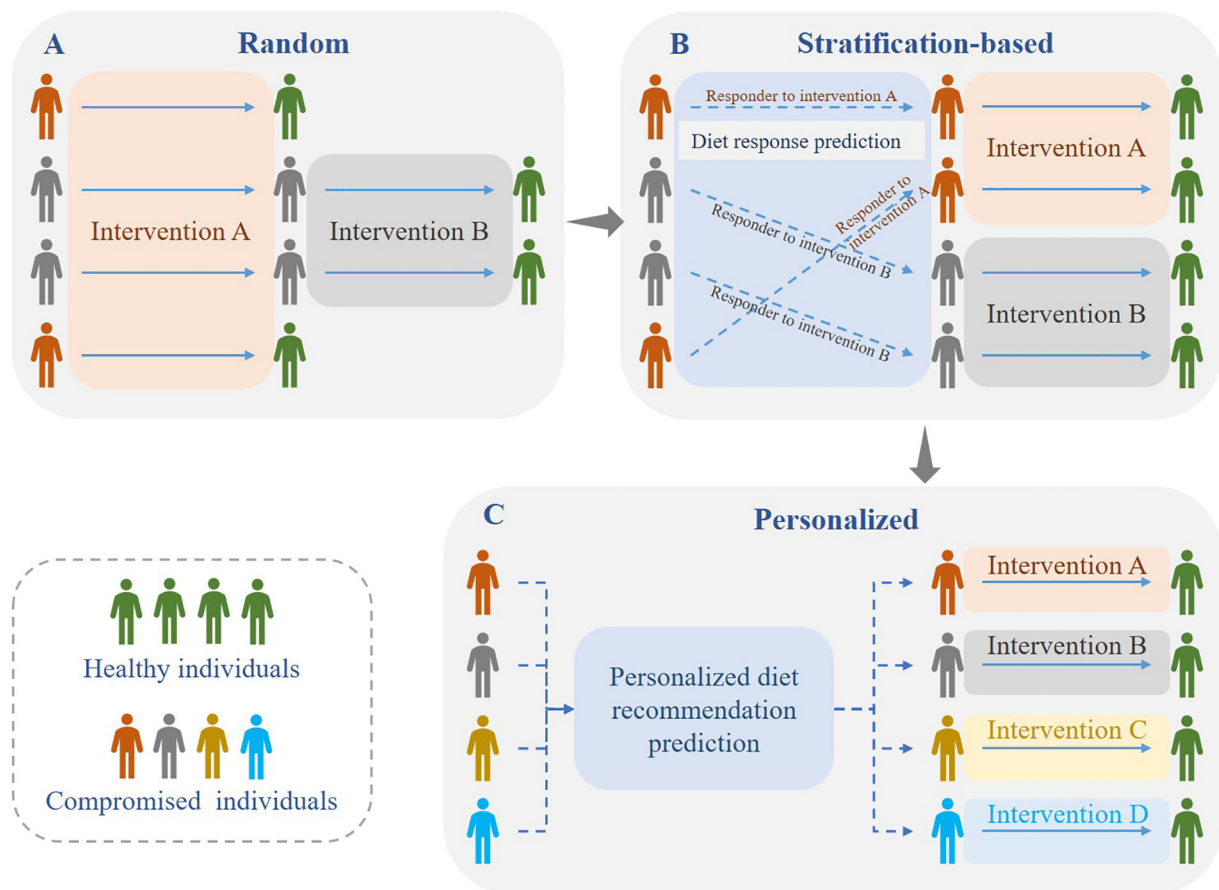 A
Random
Intervention A
Intervention B
B
Stratification-based
Responder to intervention A
Diet response prediction
Responder to
intervention A
Responder to intervention B
Responder to intervention B
Intervention A
Intervention B
C
Personalized
Personalized diet
recommendation
prediction
Intervention A
Intervention B
Intervention C
Intervention D
Healthy individuals
Compromised individuals